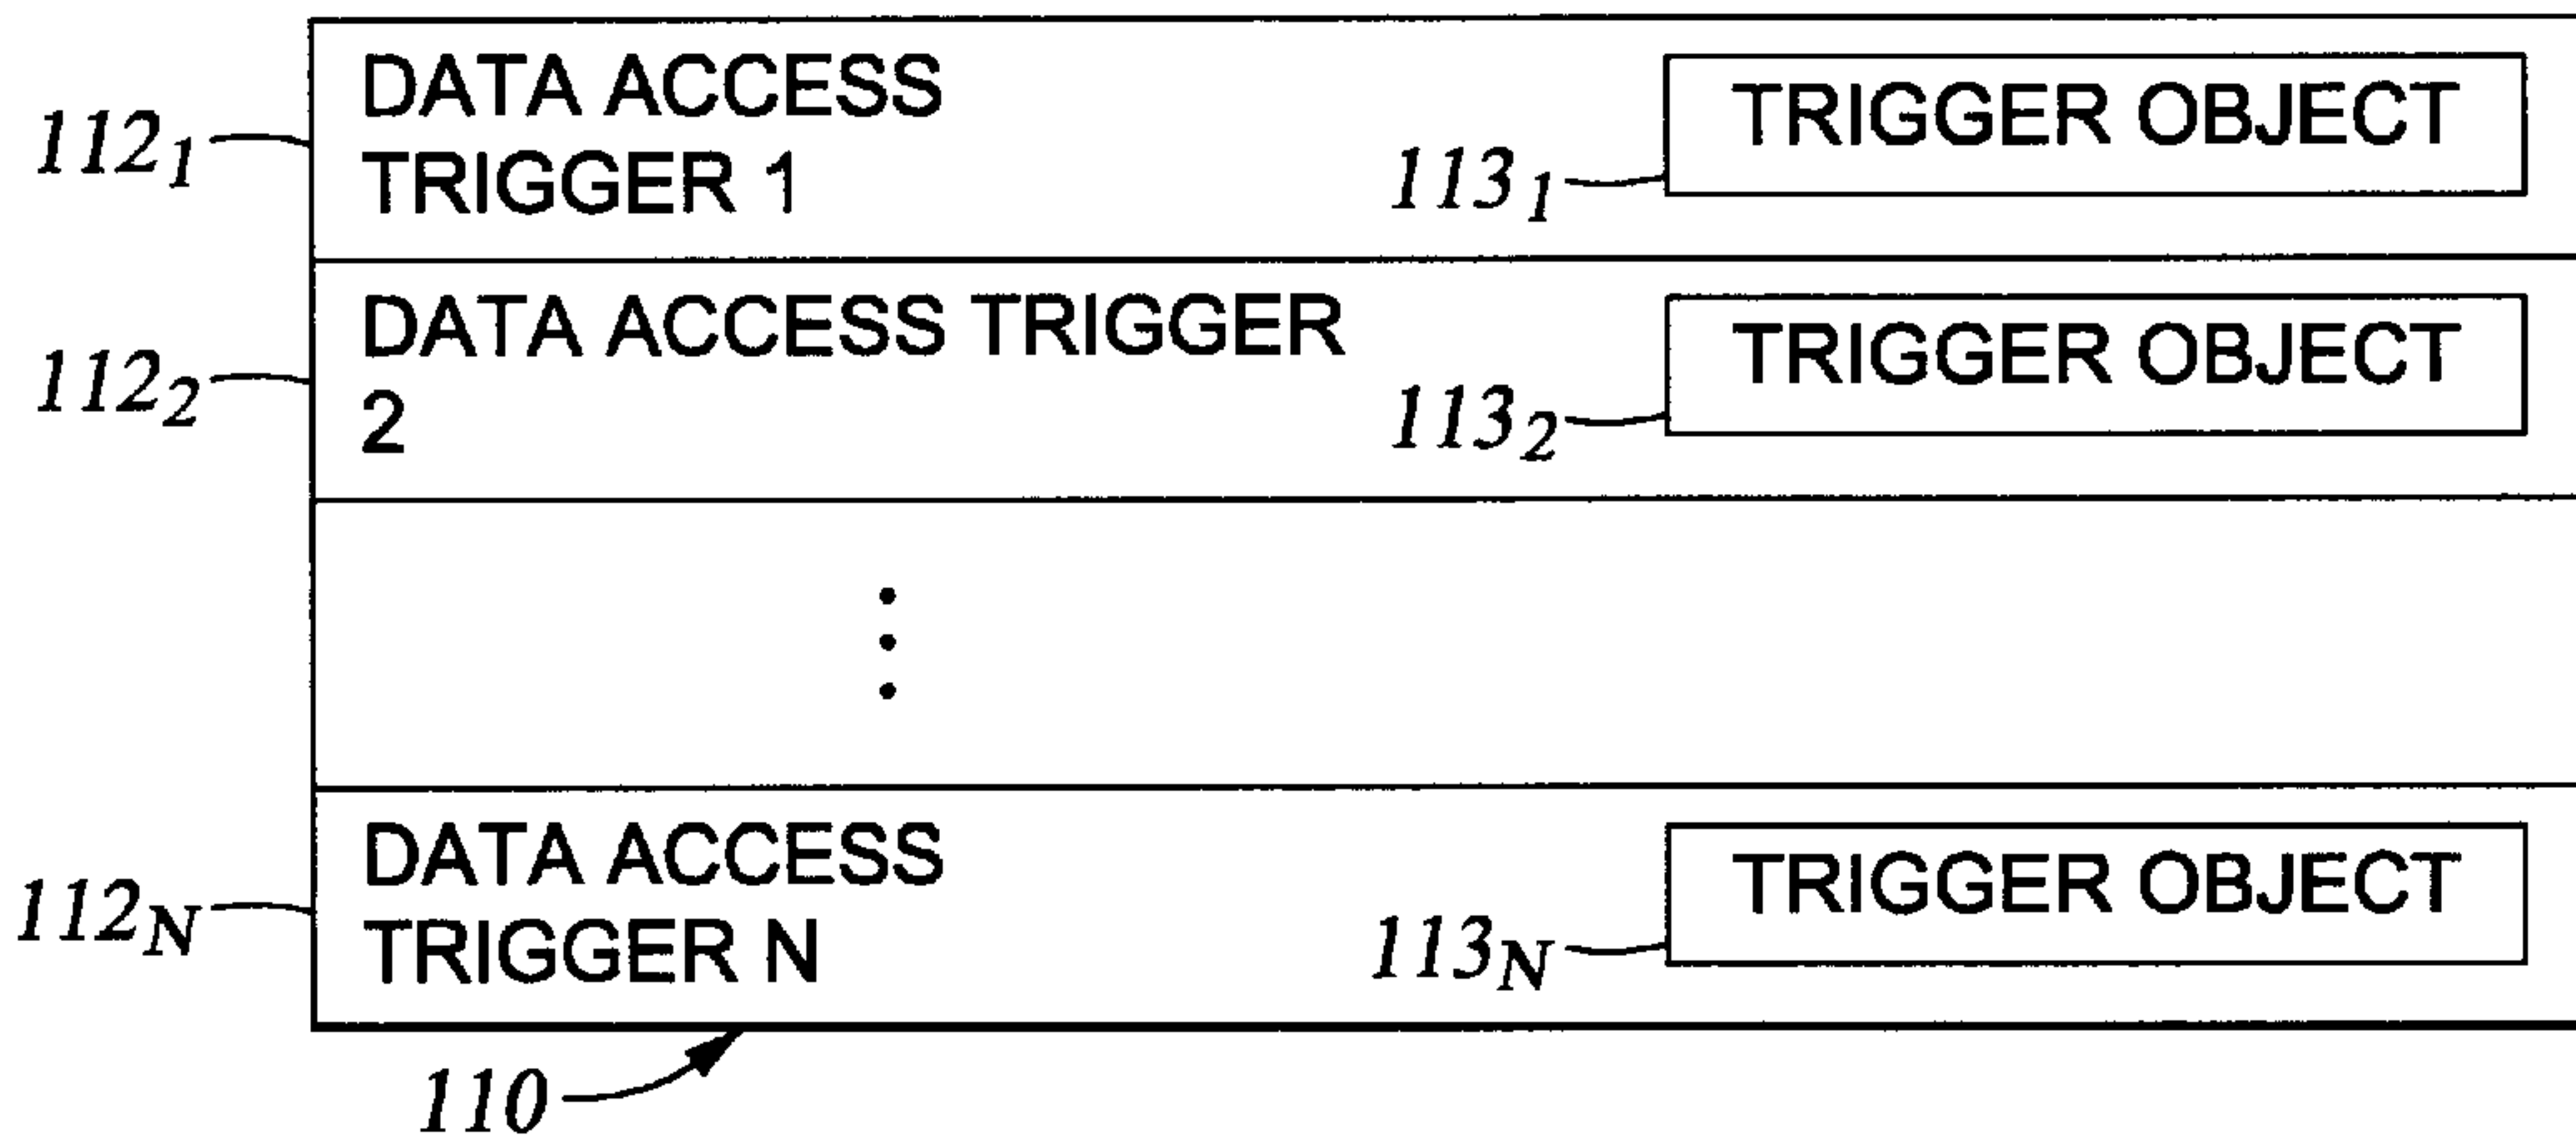 DATA ACCESS
TRIGGER 1
112₁
113₁
TRIGGER OBJECT
DATA ACCESS TRIGGER
2
112₂
113₂
TRIGGER OBJECT
DATA ACCESS
TRIGGER N
112N
113N
TRIGGER OBJECT
110